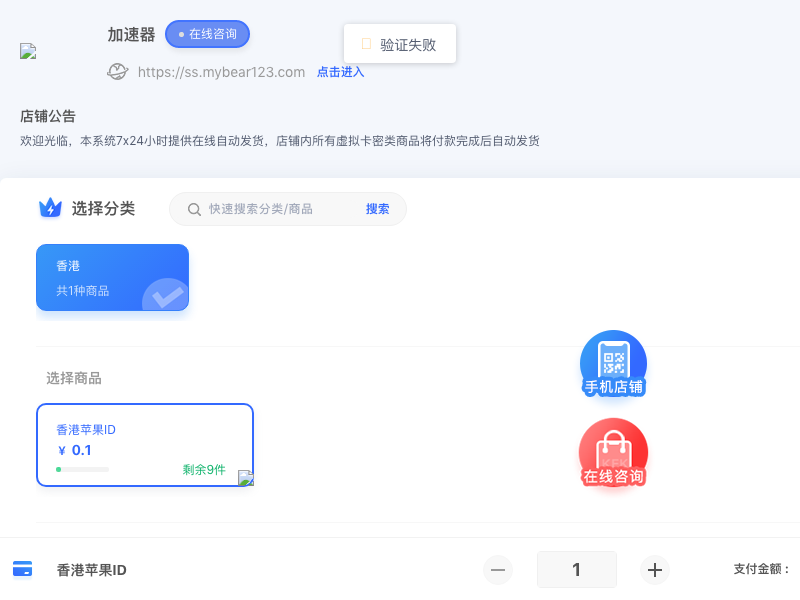 加速器
在线咨询
验证失败
https://ss.mybear123.com 点击进入
店铺公告
欢迎光临，本系统7x24小时提供在线自动发货，店铺内所有虚拟卡密类商品将付款完成后自动发货
选择分类
快速搜索分类/商品
搜索
香港
共1种商品
手机店铺
选择商品
香港苹果ID
¥ 0.1
剩余9件
在线咨询
香港苹果ID
1
支付金额：